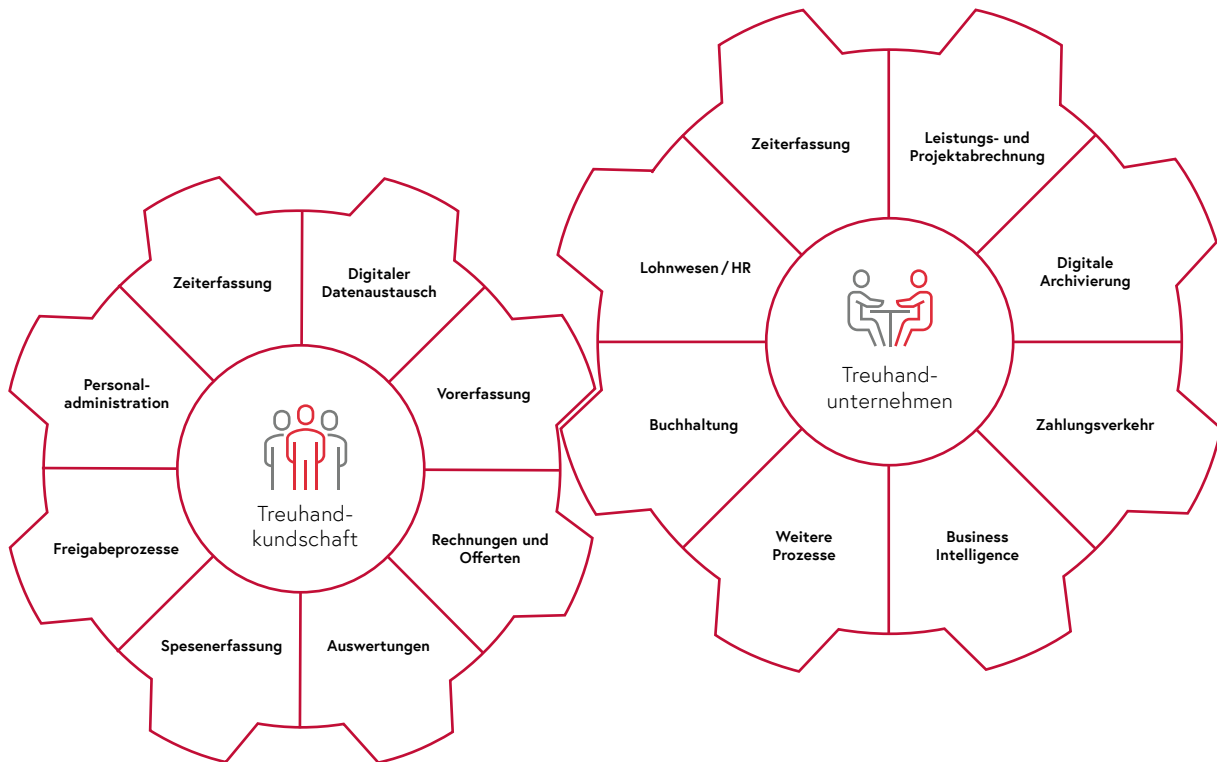 Zeiterfassung
Digitaler
Datenaustausch
Vorerfassung
Rechnungen und
Offerten
Auswertungen
Spesenerfassung
Freigabeprozesse
Personal-
administration
Treuhand-
kundschaft
Zeiterfassung
Leistungs- und
Projektabrechnung
Digitale
Archivierung
Zahlungsverkehr
Business
Intelligence
Weitere
Prozesse
Buchhaltung
Lohnwesen / HR
Treuhand-
unternehmen